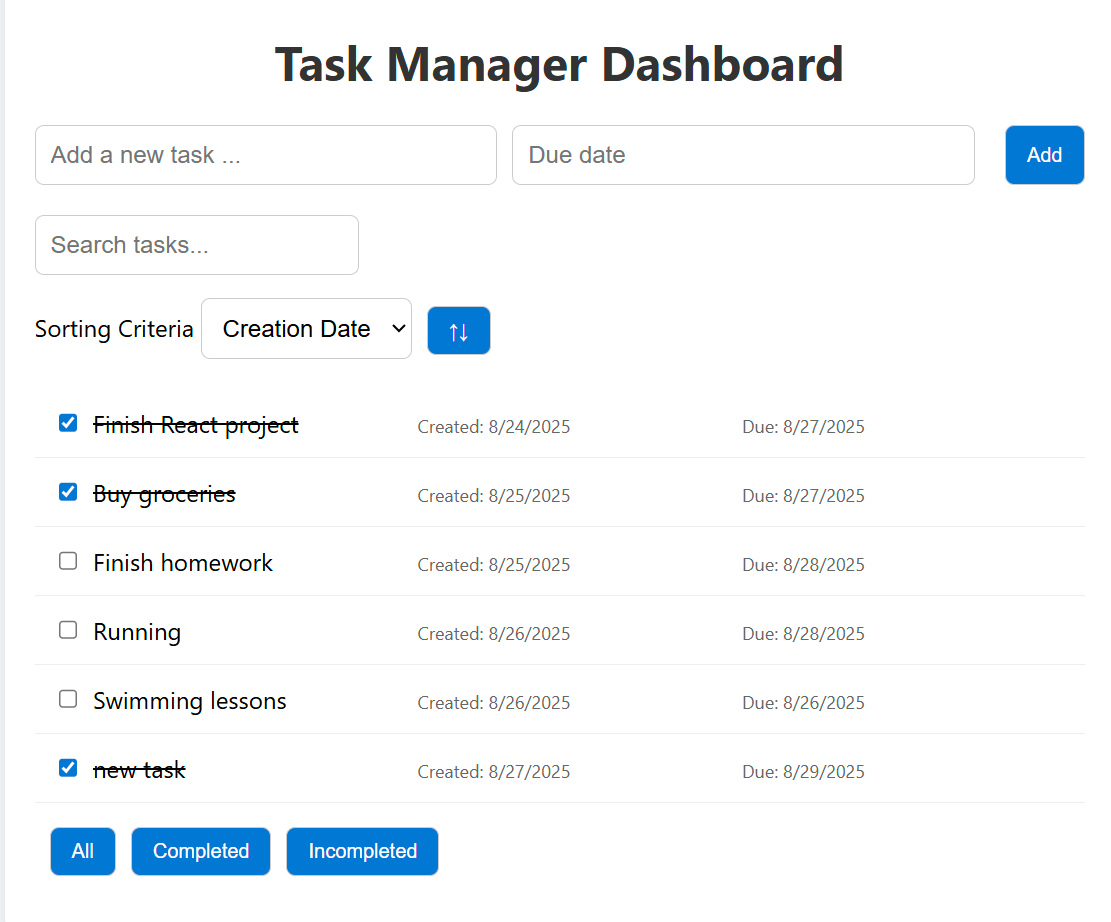 Task Manager Dashboard
Add a new task ...
Due date
Add
Search tasks...
Sorting Criteria Creation Date ↑↓
Finish React project Created: 8/24/2025 Due: 8/27/2025
Buy groceries Created: 8/25/2025 Due: 8/27/2025
Finish homework Created: 8/25/2025 Due: 8/28/2025
Running Created: 8/26/2025 Due: 8/28/2025
Swimming lessons Created: 8/26/2025 Due: 8/26/2025
new task Created: 8/27/2025 Due: 8/29/2025
All Completed Incompleted